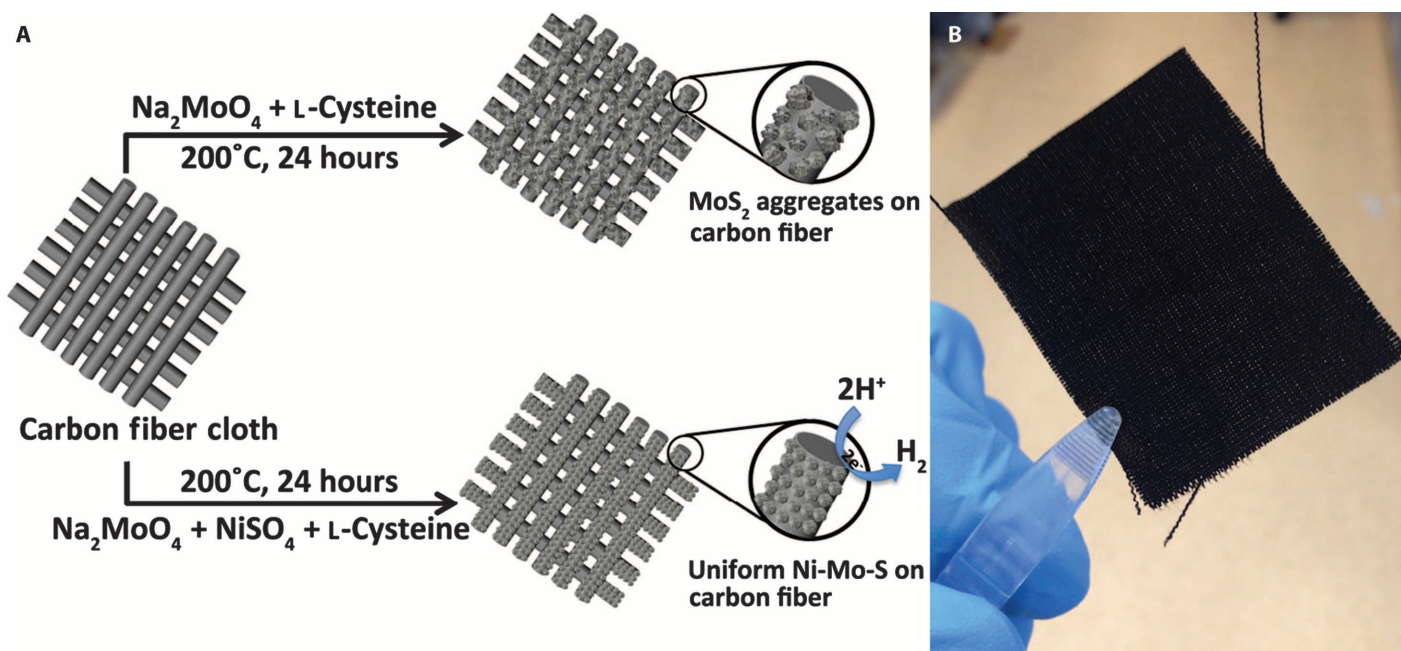 A
Na₂MoO₄ + L-Cysteine
200˚C, 24 hours
MoS₂ aggregates on
carbon fiber
Carbon fiber cloth
200˚C, 24 hours
Na₂MoO₄ + NiSO₄ + L-Cysteine
2H⁺
2e⁻
H₂
Uniform Ni-Mo-S on
carbon fiber
B